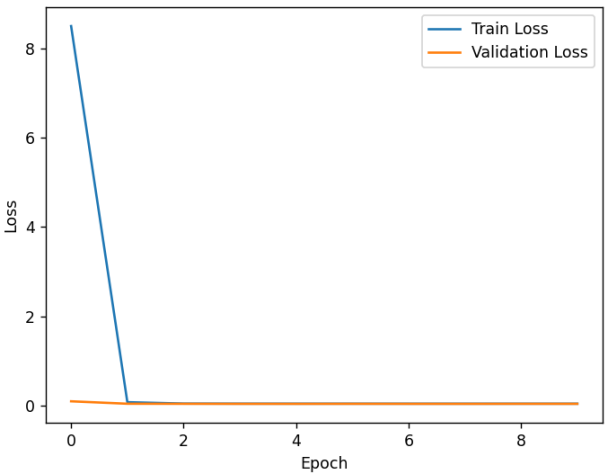 Train Loss
Validation Loss
8
6
4
2
0
Loss
0 2 4 6 8
Epoch